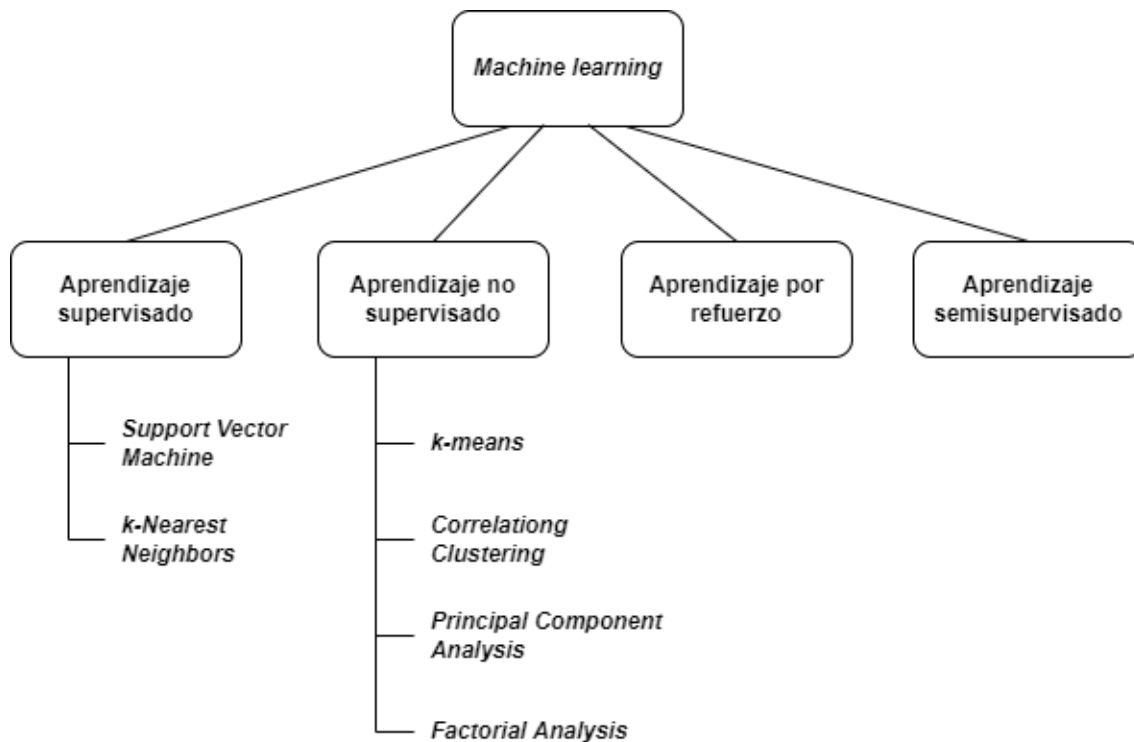 Machine learning
Aprendizaje
supervisado
Aprendizaje no
supervisado
Aprendizaje por
refuerzo
Aprendizaje
semisupervisado
Support Vector
Machine
k-Nearest
Neighbors
k-means
Correlationg
Clustering
Principal Component
Analysis
Factorial Analysis